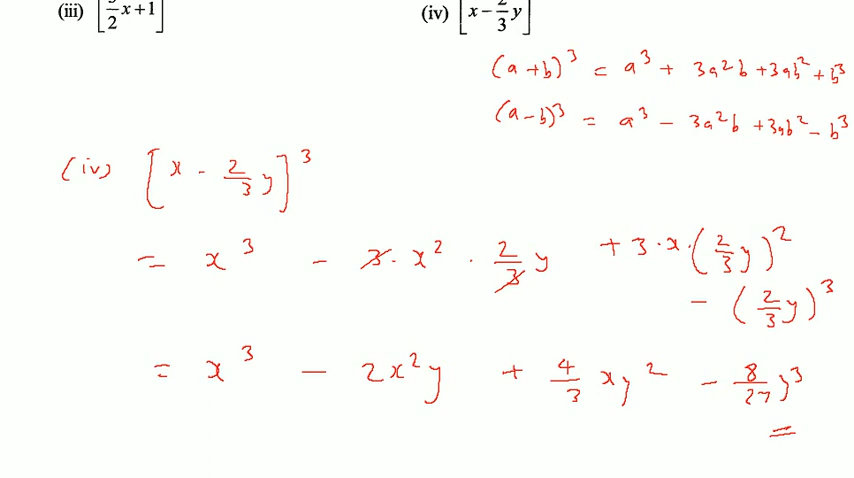 (iii) [3/2 x+1]
(iv) [x − 2/3 y]
(a+b)³ = a³ + 3a²b + 3ab² + b³
(a−b)³ = a³ − 3a²b + 3ab² − b³
(iv) [x − 2/3 y]³
= x³ − 3·x²·2/3 y + 3·x·(2/3 y)²
− (2/3 y)³
= x³ − 2x²y + 4/3 xy² − 8/27 y³